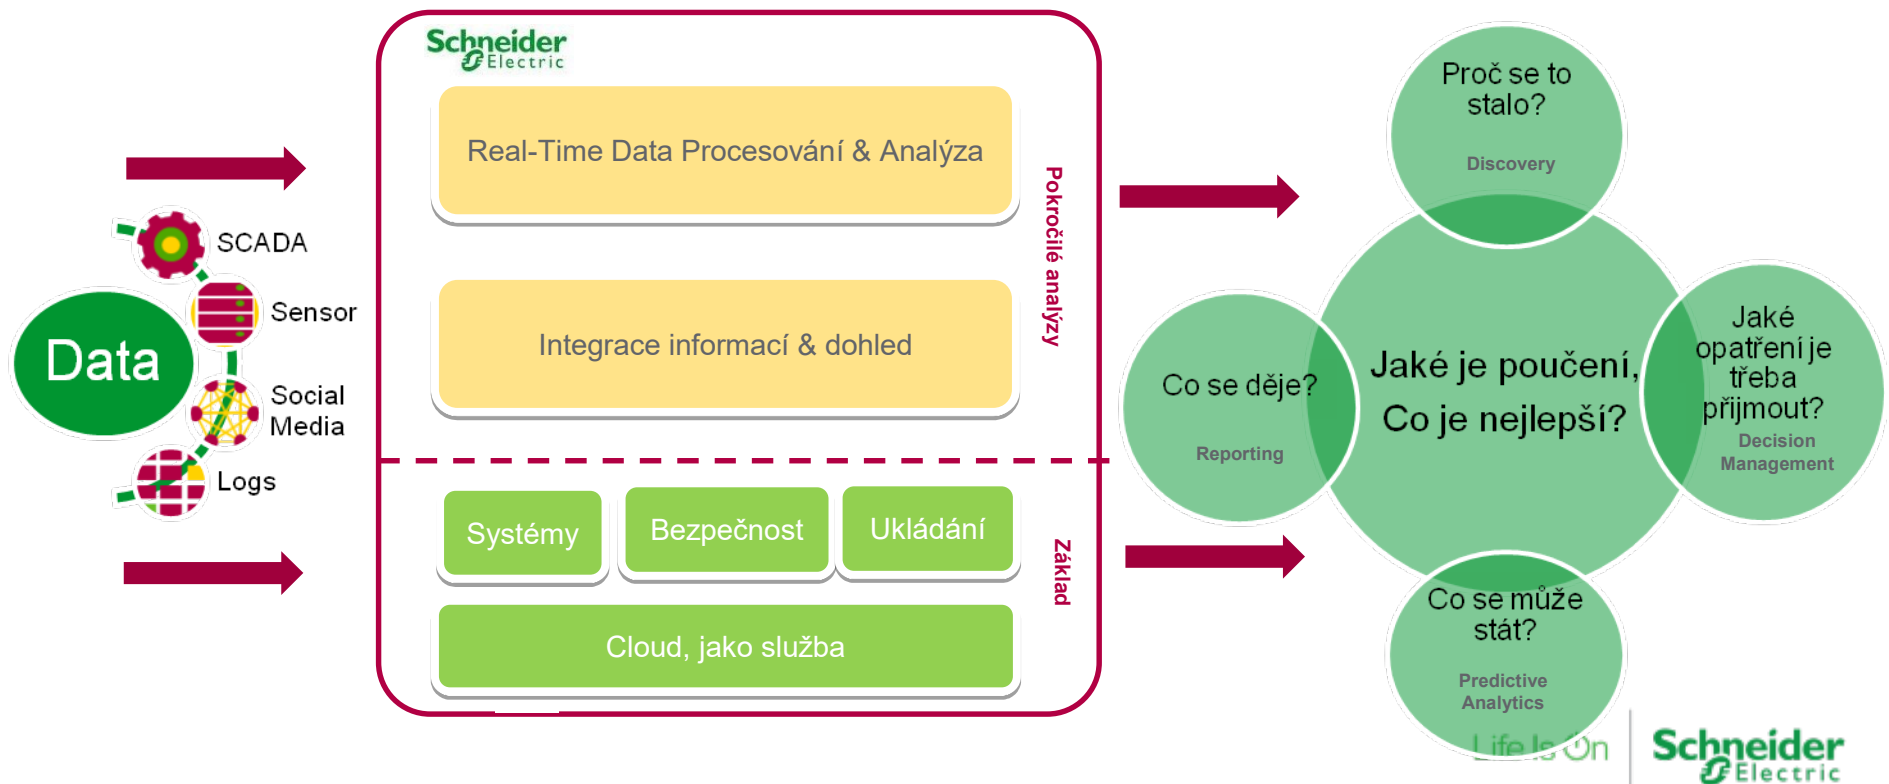 Data
SCADA
Sensor
Social
Media
Logs
Schneider
Electric
Real-Time Data Procesování & Analýza
Integrace informací & dohled
Pokročilé analýzy
Systémy
Bezpečnost
Ukládání
Cloud, jako služba
Základ
Proč se to
stalo?
Discovery
Co se děje?
Reporting
Jaké je poučení,
Co je nejlepší?
Jaké
opatření je
třeba
přijmout?
Decision
Management
Co se může
stát?
Predictive
Analytics
Life Is On
Schneider
Electric